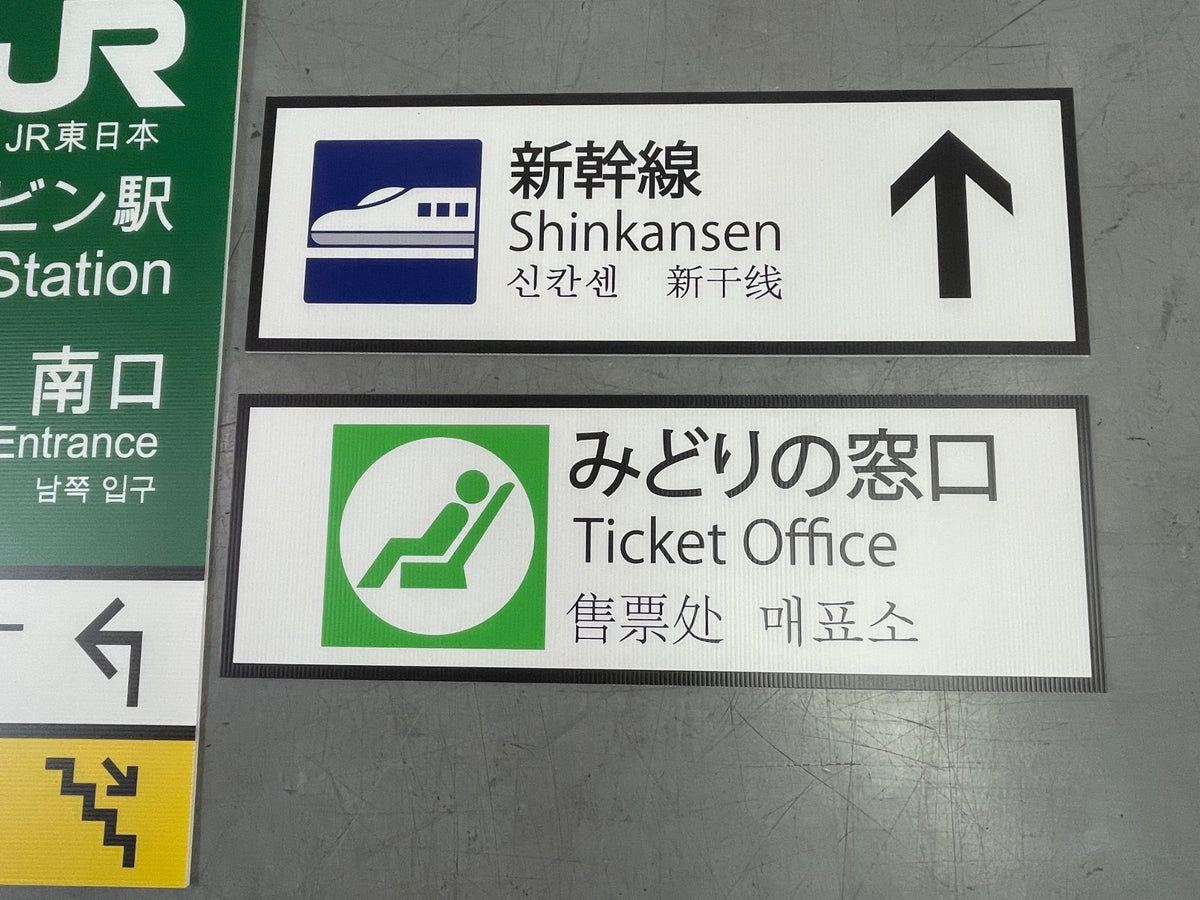 JR
JR東日本
ビン駅
Station
南口
Entrance
남쪽 입구
新幹線
Shinkansen
신칸센 新干线
みどりの窓口
Ticket Office
售票处 매표소